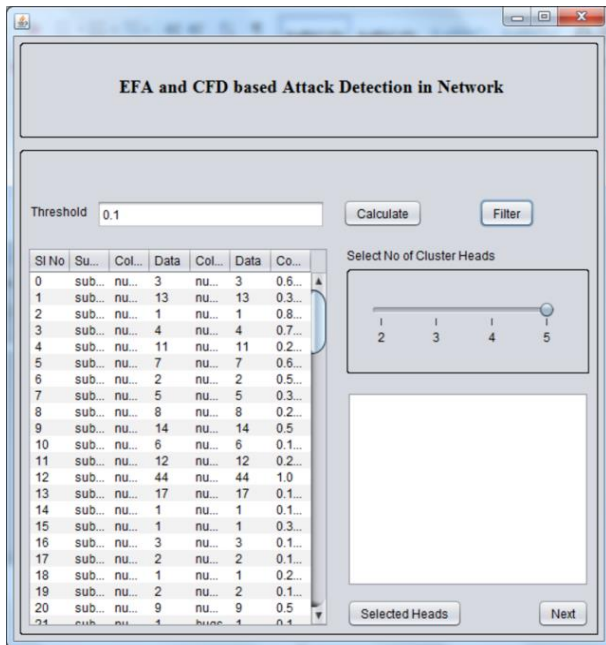 EFA and CFD based Attack Detection in Network
Threshold 0.1 Calculate Filter
Select No of Cluster Heads
2 3 4 5
Sl No Su... Col... Data Col... Data Co...
0 sub... nu... 3 nu... 3 0.6...
1 sub... nu... 13 nu... 13 0.3...
2 sub... nu... 1 nu... 1 0.8...
3 sub... nu... 4 nu... 4 0.7...
4 sub... nu... 11 nu... 11 0.2...
5 sub... nu... 7 nu... 7 0.6...
6 sub... nu... 2 nu... 2 0.5...
7 sub... nu... 5 nu... 5 0.3...
8 sub... nu... 8 nu... 8 0.2...
9 sub... nu... 14 nu... 14 0.5
10 sub... nu... 6 nu... 6 0.1...
11 sub... nu... 12 nu... 12 0.2...
12 sub... nu... 44 nu... 44 1.0
13 sub... nu... 17 nu... 17 0.1...
14 sub... nu... 1 nu... 1 0.1...
15 sub... nu... 1 nu... 1 0.3...
16 sub... nu... 3 nu... 3 0.1...
17 sub... nu... 2 nu... 2 0.1...
18 sub... nu... 1 nu... 1 0.2...
19 sub... nu... 2 nu... 2 0.1...
20 sub... nu... 9 nu... 9 0.5
21 sub... nu... 1 bugs 1 0.1...
Selected Heads Next